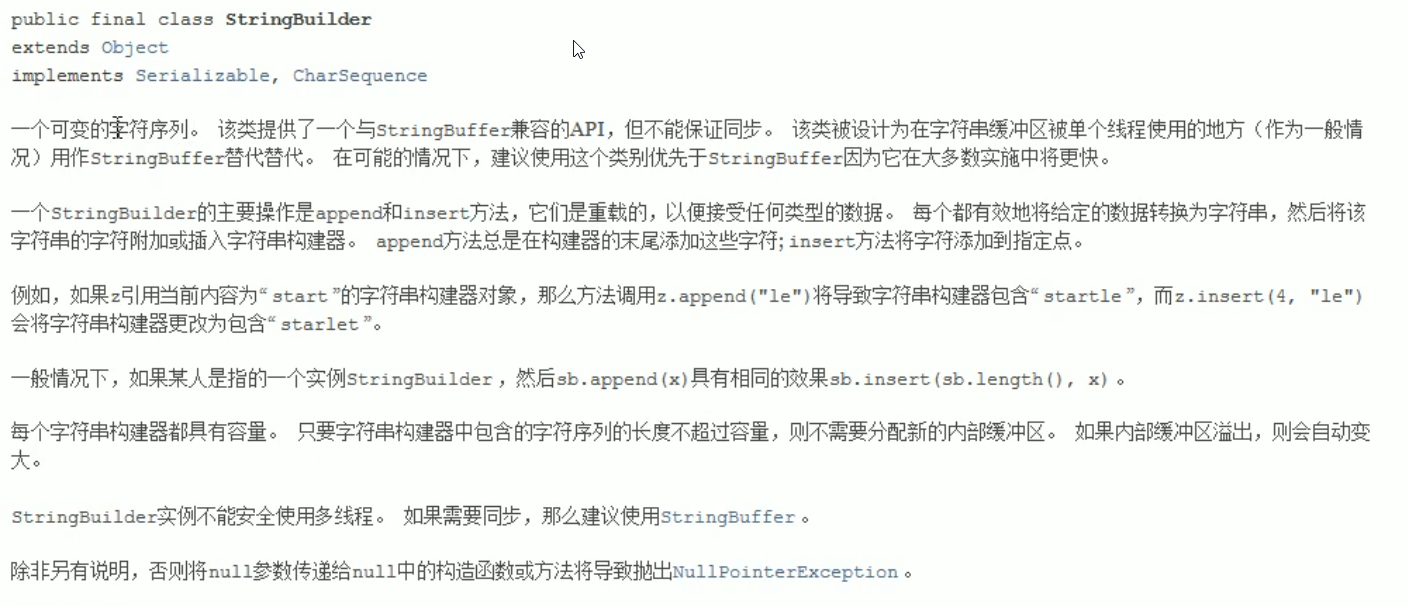 public final class StringBuilder
extends Object
implements Serializable, CharSequence
一个可变的字符序列。 该类提供了一个与StringBuffer兼容的API，但不能保证同步。 该类被设计为在字符串缓冲区被单个线程使用的地方（作为一般情
况）用作StringBuffer替代替代。 在可能的情况下，建议使用这个类别优先于StringBuffer因为它在大多数实施中将更快。
一个StringBuilder的主要操作是append和insert方法，它们是重载的，以便接受任何类型的数据。 每个都有效地将给定的数据转换为字符串，然后将该
字符串的字符附加或插入字符串构建器。 append方法总是在构建器的末尾添加这些字符; insert方法将字符添加到指定点。
例如，如果z引用当前内容为“ start ”的字符串构建器对象，那么方法调用z.append("le")将导致字符串构建器包含“ startle ”，而z.insert(4, "le")
会将字符串构建器更改为包含“ starlet ”。
一般情况下，如果某人是指的一个实例StringBuilder ，然后sb.append(x)具有相同的效果sb.insert(sb.length(), x) 。
每个字符串构建器都具有容量。 只要字符串构建器中包含的字符序列的长度不超过容量，则不需要分配新的内部缓冲区。 如果内部缓冲区溢出，则会自动变
大。
StringBuilder实例不能安全使用多线程。 如果需要同步，那么建议使用StringBuffer 。
除非另有说明，否则将null参数传递给null中的构造函数或方法将导致抛出NullPointerException 。